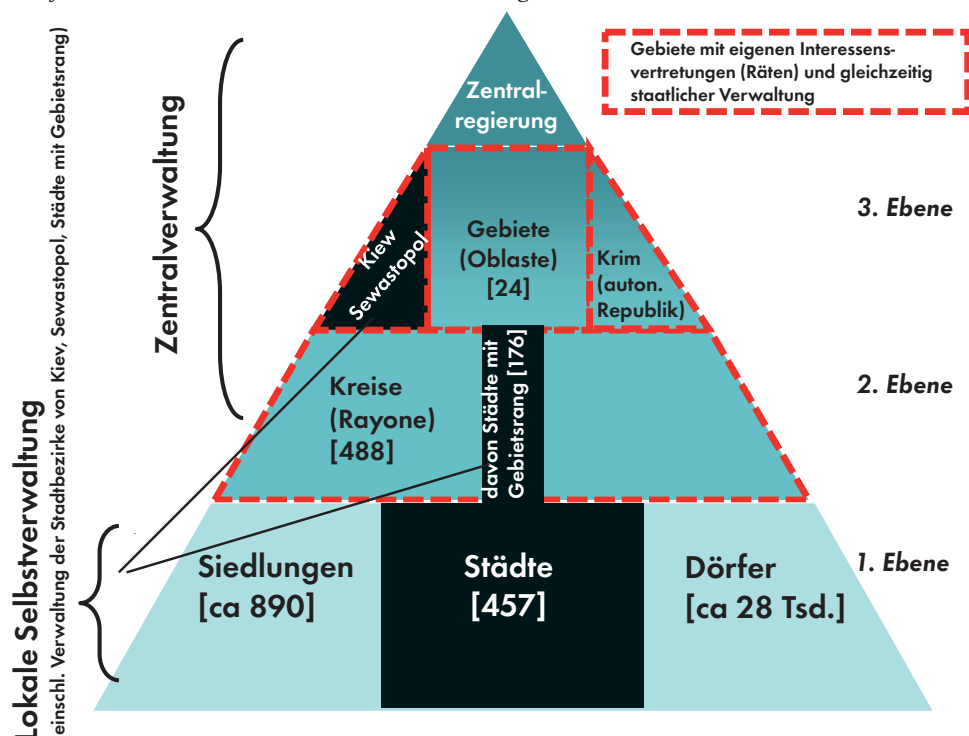 Zentral-
regierung
Gebiete mit eigenen Interessens-
vertretungen (Räten) und gleichzeitig
staatlicher Verwaltung
Zentralverwaltung
Kiew
Sewastopol
Gebiete
(Oblaste)
[24]
Krim
(auton.
Republik)
3. Ebene
Kreise
(Rayone)
[488]
davon Städte mit
Gebietsrang [176]
2. Ebene
Lokale Selbstverwaltung
einschl. Verwaltung der Stadtbezirke von Kiev, Sewastopol, Städte mit Gebietsrang)
Siedlungen
[ca 890]
Städte
[457]
Dörfer
[ca 28 Tsd.]
1. Ebene